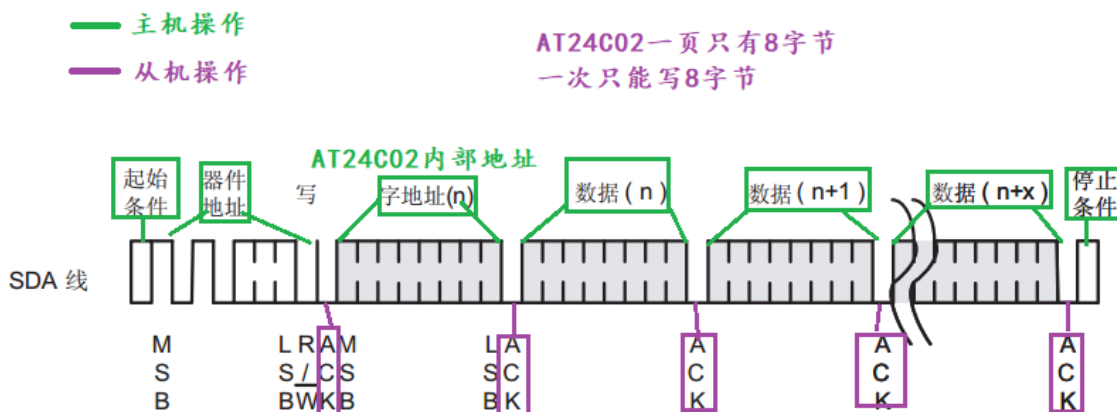 主机操作
从机操作
AT24C02一页只有8字节
一次只能写8字节
AT24C02内部地址
起始
条件
器件
地址
写
字地址(n)
数据(n)
数据(n+1)
数据(n+x)
停止
条件
SDA 线
M L R A M L A A A A
S S / C S S C C C C
B B W K B B K K K K